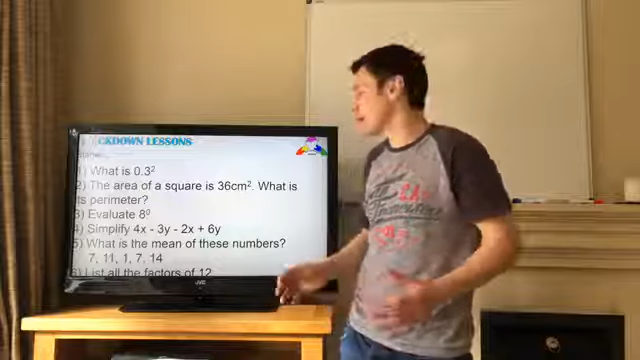 CKDOWN LESSONS
1) What is 0.3²
2) The area of a square is 36cm². What is
ts perimeter?
3) Evaluate 8⁰
4) Simplify 4x - 3y - 2x + 6y
5) What is the mean of these numbers?
7, 11, 1, 7, 14
6) List all the factors of 12
JVC